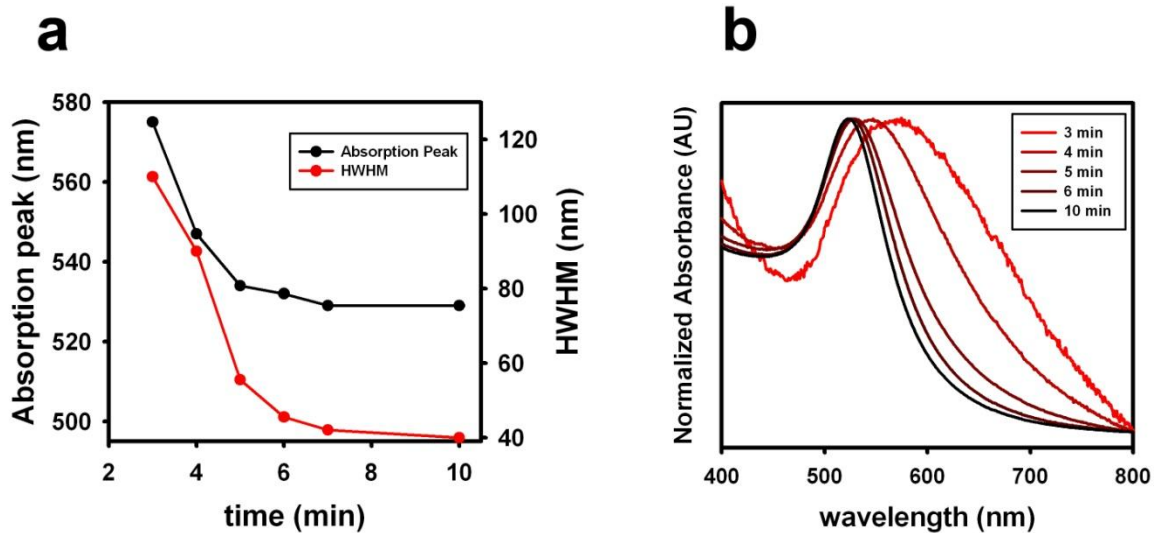 a
Absorption peak (nm)
580
560
540
520
500
Absorption Peak
HWHM
120
100
80
60
40
HWHM (nm)
2
4
6
8
10
time (min)
b
Normalized Absorbance (AU)
3 min
4 min
5 min
6 min
10 min
400
500
600
700
800
wavelength (nm)